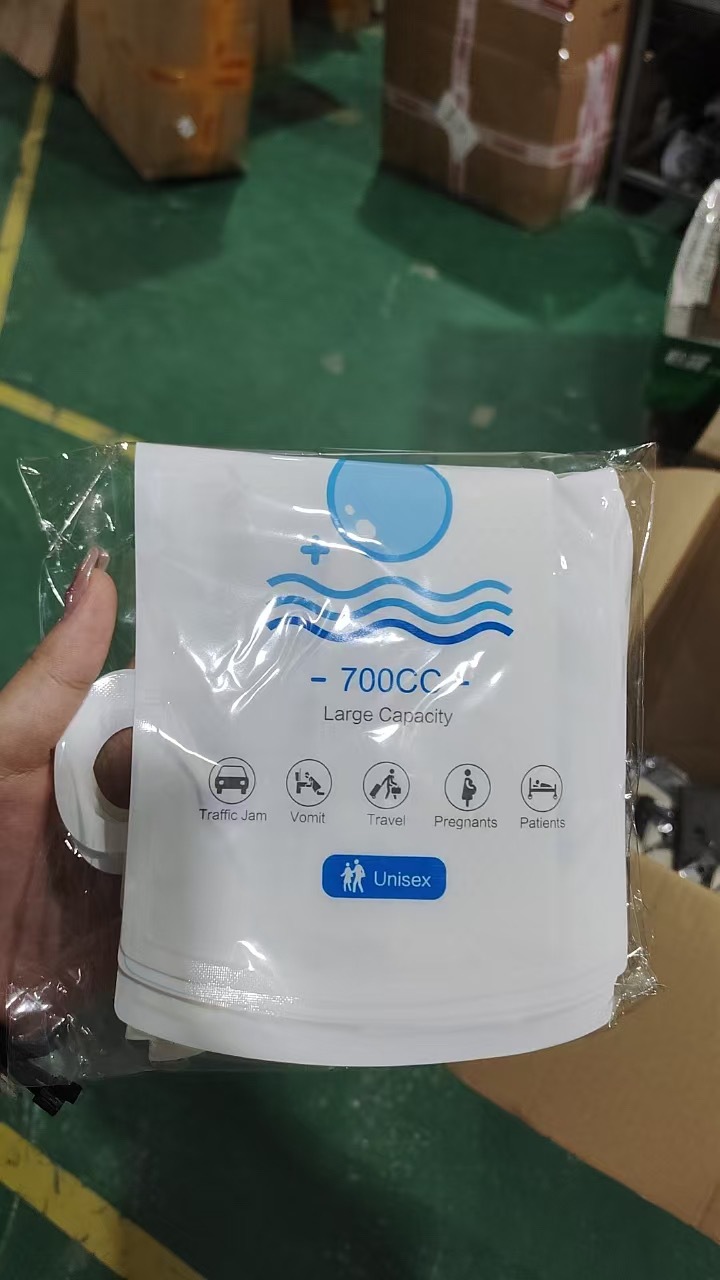 - 700CC -
Large Capacity
Traffic Jam Vomit Travel Pregnants Patients
Unisex